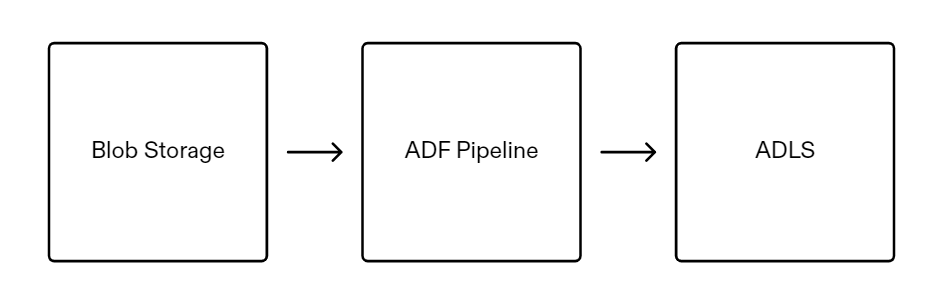 Blob Storage
ADF Pipeline
ADLS